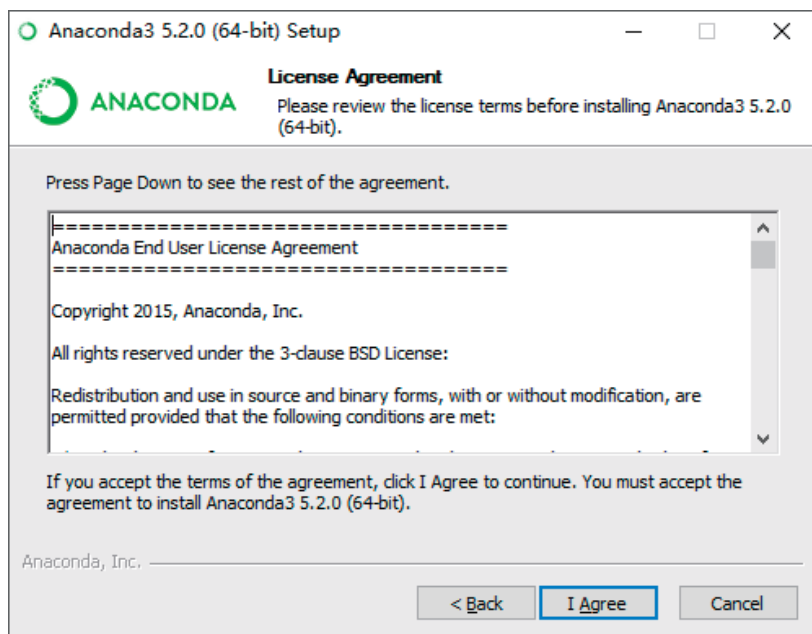 Anaconda3 5.2.0 (64-bit) Setup
ANACONDA
License Agreement
Please review the license terms before installing Anaconda3 5.2.0
(64-bit).
Press Page Down to see the rest of the agreement.
===================================
Anaconda End User License Agreement
===================================
Copyright 2015, Anaconda, Inc.
All rights reserved under the 3-clause BSD License:
Redistribution and use in source and binary forms, with or without modification, are
permitted provided that the following conditions are met:
If you accept the terms of the agreement, click I Agree to continue. You must accept the
agreement to install Anaconda3 5.2.0 (64-bit).
Anaconda, Inc.
< Back
I Agree
Cancel